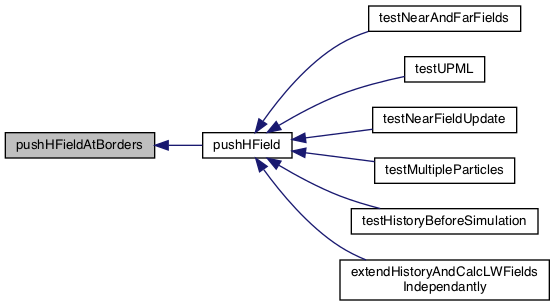 pushHFieldAtBorders
pushHField
testNearAndFarFields
testUPML
testNearFieldUpdate
testMultipleParticles
testHistoryBeforeSimulation
extendHistoryAndCalcLWFields
Independantly